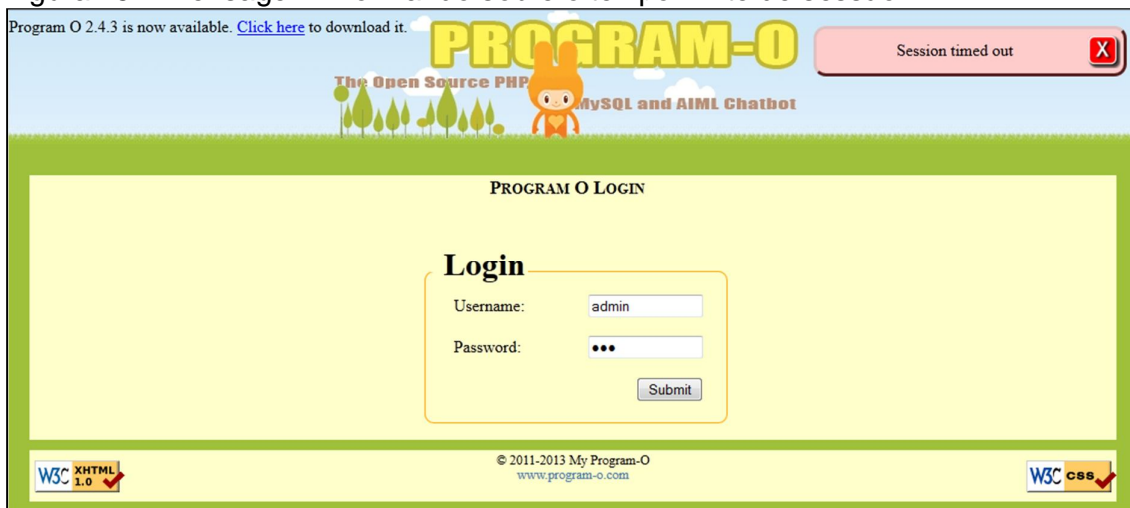 Program O 2.4.3 is now available. Click here to download it.
PROGRAM-O
Session timed out
X
The Open Source PHP
MySQL and AIML Chatbot
PROGRAM O LOGIN
Login
Username:
admin
Password:
•••
Submit
© 2011-2013 My Program-O
www.program-o.com
W3C XHTML 1.0
W3C css